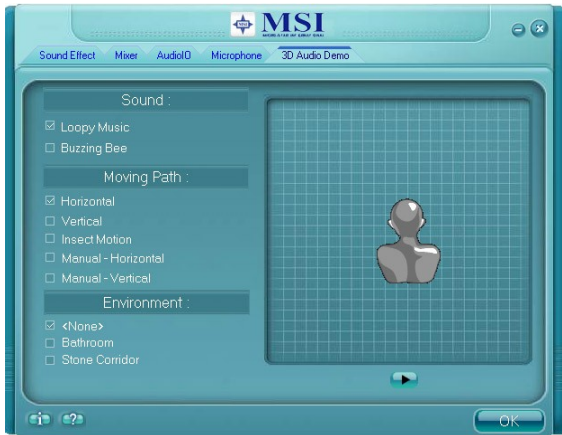 MSI
Sound Effect Mixer AudioIO Microphone 3D Audio Demo
Sound :
Loopy Music
Buzzing Bee
Moving Path :
Horizontal
Vertical
Insect Motion
Manual - Horizontal
Manual - Vertical
Environment :
<None>
Bathroom
Stone Corridor
i ?
OK